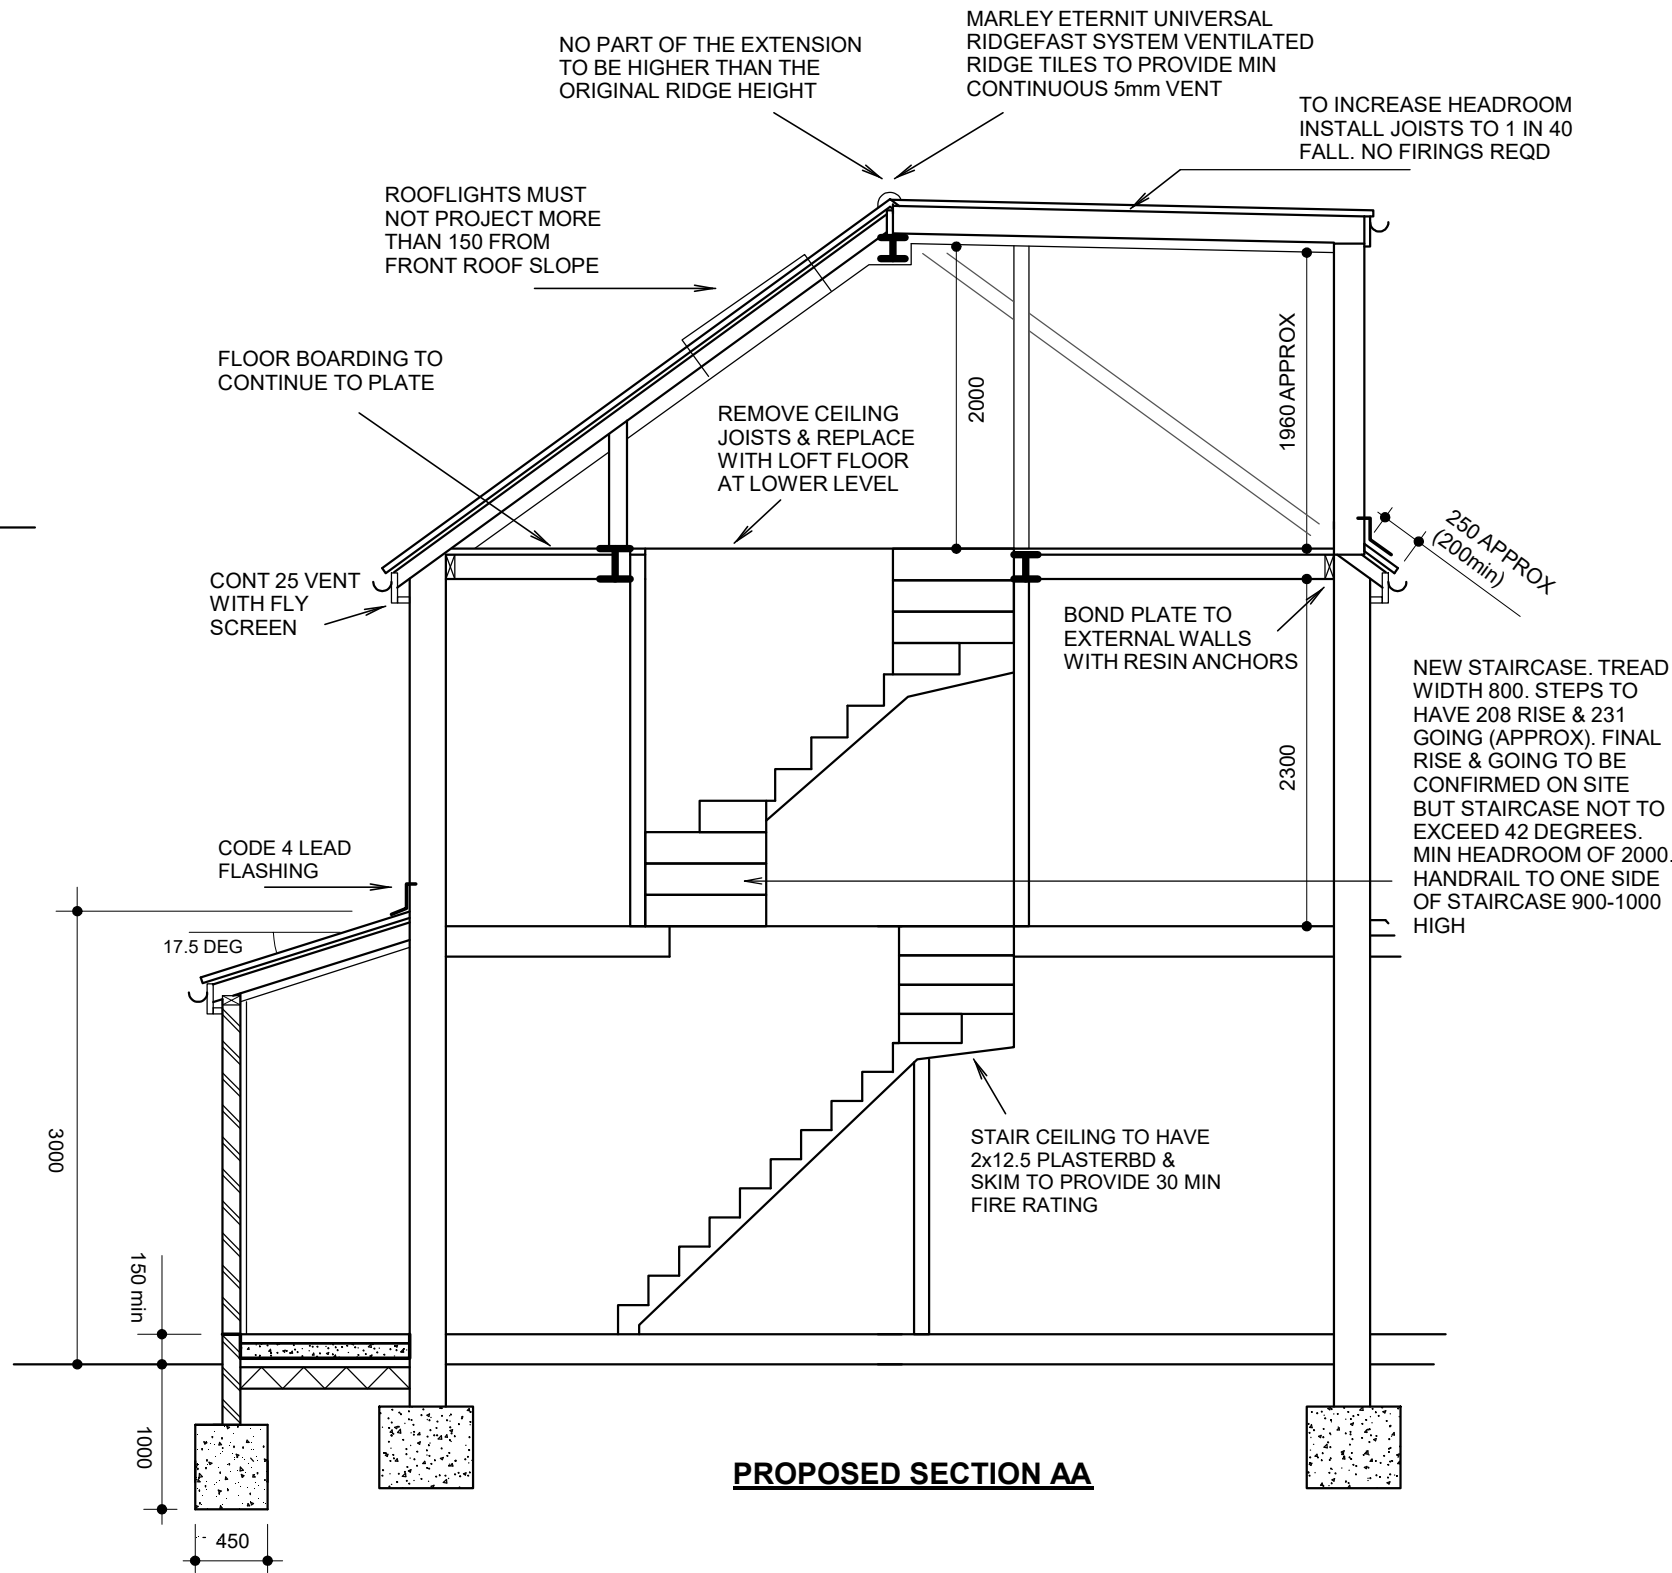 NO PART OF THE EXTENSION
TO BE HIGHER THAN THE
ORIGINAL RIDGE HEIGHT
MARLEY ETERNIT UNIVERSAL
RIDGEFAST SYSTEM VENTILATED
RIDGE TILES TO PROVIDE MIN
CONTINUOUS 5mm VENT
TO INCREASE HEADROOM
INSTALL JOISTS TO 1 IN 40
FALL. NO FIRINGS REQD
ROOFLIGHTS MUST
NOT PROJECT MORE
THAN 150 FROM
FRONT ROOF SLOPE
FLOOR BOARDING TO
CONTINUE TO PLATE
REMOVE CEILING
JOISTS & REPLACE
WITH LOFT FLOOR
AT LOWER LEVEL
2000
1960 APPROX
250 APPROX
(200min)
CONT 25 VENT
WITH FLY
SCREEN
BOND PLATE TO
EXTERNAL WALLS
WITH RESIN ANCHORS
NEW STAIRCASE. TREAD
WIDTH 800. STEPS TO
HAVE 208 RISE & 231
GOING (APPROX). FINAL
RISE & GOING TO BE
CONFIRMED ON SITE
BUT STAIRCASE NOT TO
EXCEED 42 DEGREES.
MIN HEADROOM OF 2000.
HANDRAIL TO ONE SIDE
OF STAIRCASE 900-1000
HIGH
2300
CODE 4 LEAD
FLASHING
17.5 DEG
3000
STAIR CEILING TO HAVE
2x12.5 PLASTERBD &
SKIM TO PROVIDE 30 MIN
FIRE RATING
150 min
1000
450
PROPOSED SECTION AA